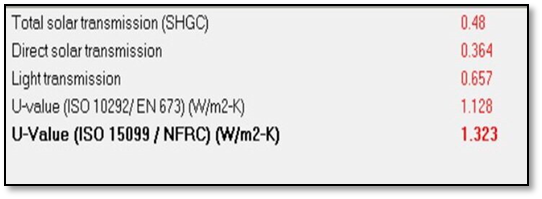 Total solar transmission (SHGC) 0.48
Direct solar transmission 0.364
Light transmission 0.657
U-value (ISO 10292/ EN 673) (W/m2-K) 1.128
U-Value (ISO 15099 / NFRC) (W/m2-K) 1.323